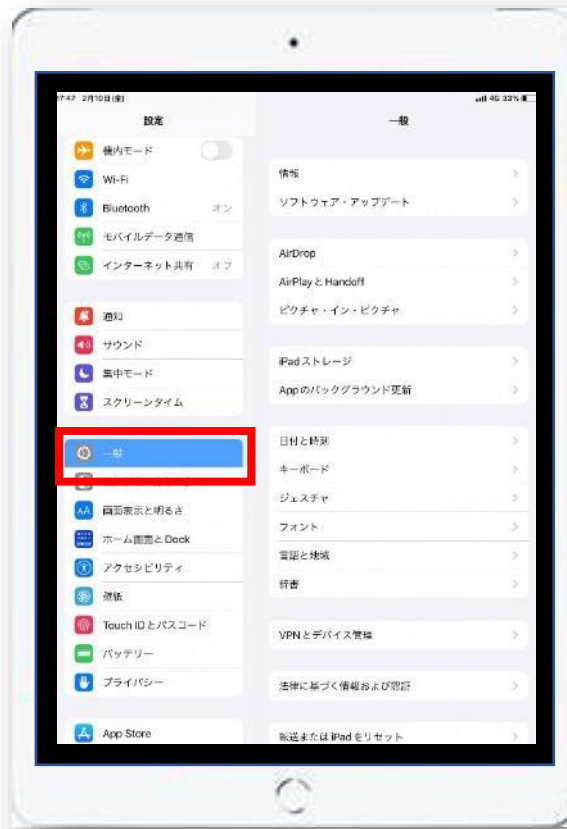 17:47 2月10日(金)
4G 33%
設定
機内モード
Wi-Fi
Bluetooth オン
モバイルデータ通信
インターネット共有 オフ
通知
サウンド
集中モード
スクリーンタイム
一般
画面表示と明るさ
ホーム画面とDock
アクセシビリティ
壁紙
Touch IDとパスコード
バッテリー
プライバシー
App Store
一般
情報
ソフトウェア・アップデート
AirDrop
AirPlayとHandoff
ピクチャ・イン・ピクチャ
iPadストレージ
Appのバックグラウンド更新
日付と時刻
キーボード
ジェスチャ
フォント
言語と地域
辞書
VPNとデバイス管理
法律に基づく情報および認証
転送またはiPadをリセット